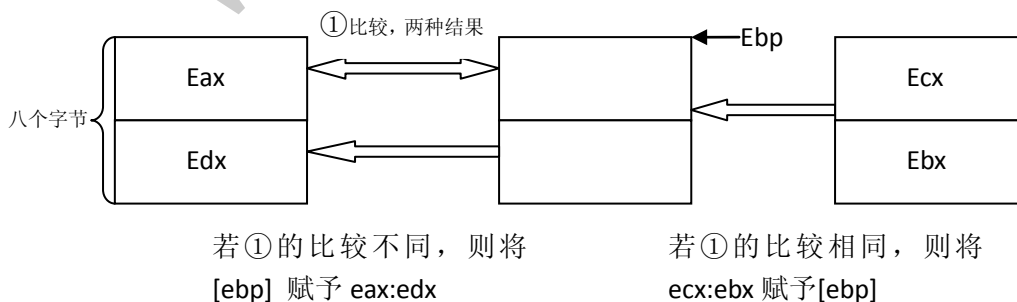 ①比较，两种结果
Ebp
Eax
Ecx
八个字节
Edx
Ebx
若①的比较不同，则将
[ebp] 赋予 eax:edx
若①的比较相同，则将
ecx:ebx 赋予[ebp]